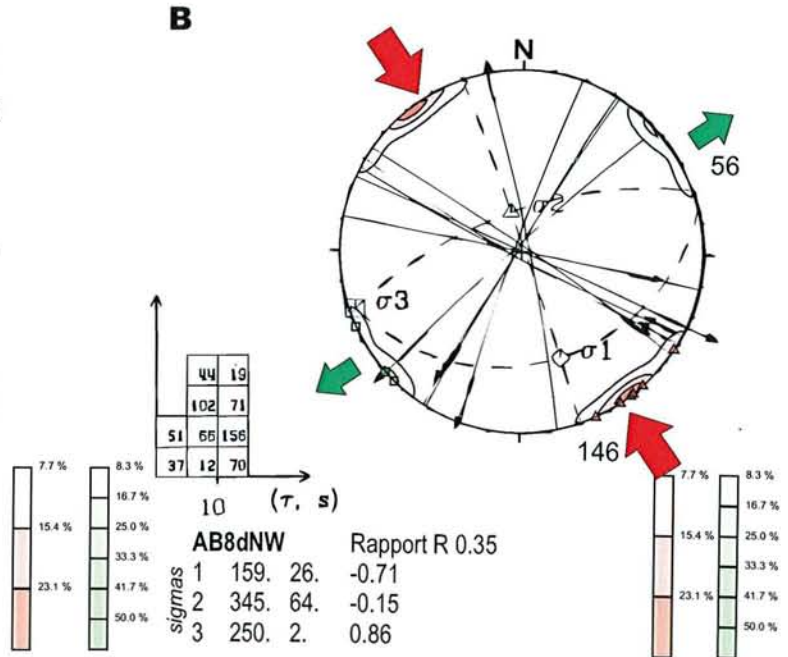 B
N
56
σ2
σ3
σ1
146
44 19
102 71
51 66 156
37 12 70
10 (τ, s)
7.7 %
15.4 %
23.1 %
8.3 %
16.7 %
25.0 %
33.3 %
41.7 %
50.0 %
AB8dNW Rapport R 0.35
sigmas
1 159. 26. -0.71
2 345. 64. -0.15
3 250. 2. 0.86
7.7 %
15.4 %
23.1 %
8.3 %
16.7 %
25.0 %
33.3 %
41.7 %
50.0 %